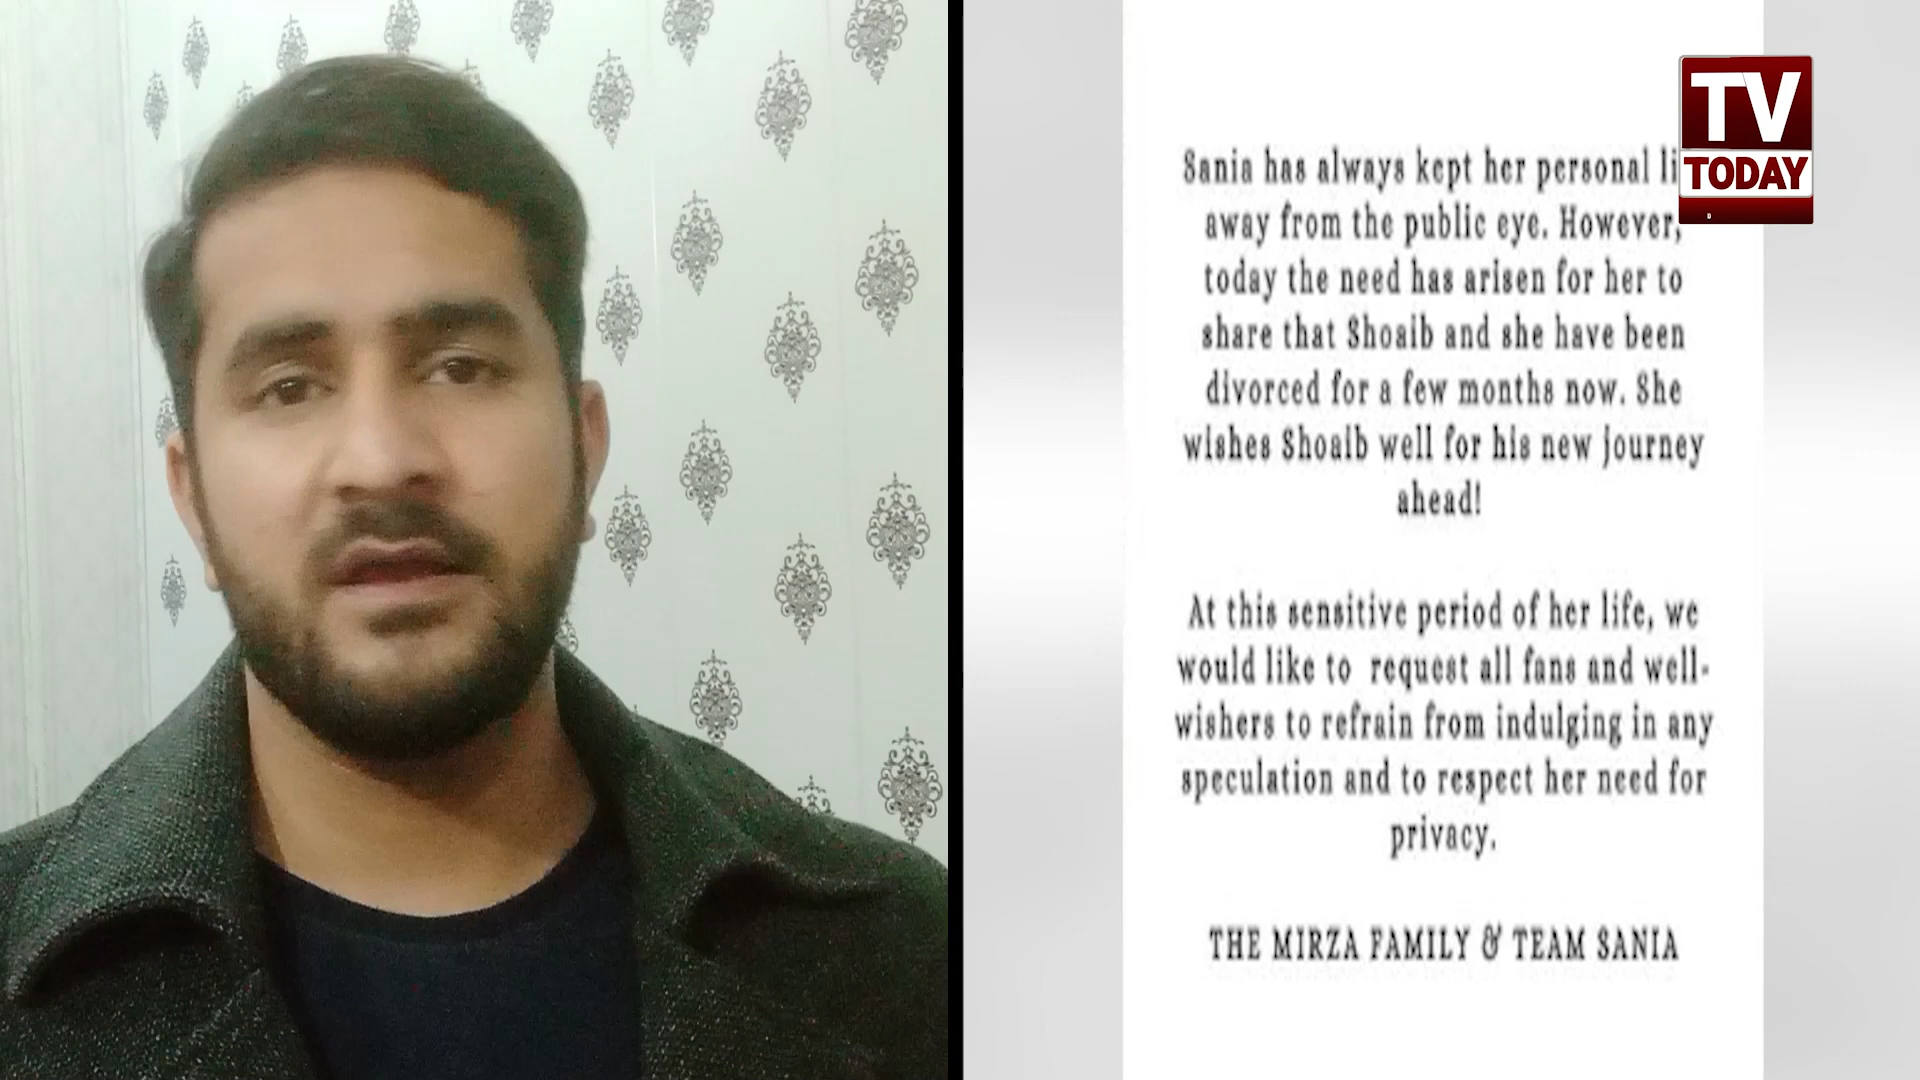 TV
TODAY
Sania has always kept her personal li
away from the public eye. However,
today the need has arisen for her to
share that Shoaib and she have been
divorced for a few months now. She
wishes Shoaib well for his new journey
ahead!
At this sensitive period of her life, we
would like to request all fans and well-
wishers to refrain from indulging in any
speculation and to respect her need for
privacy.
THE MIRZA FAMILY & TEAM SANIA